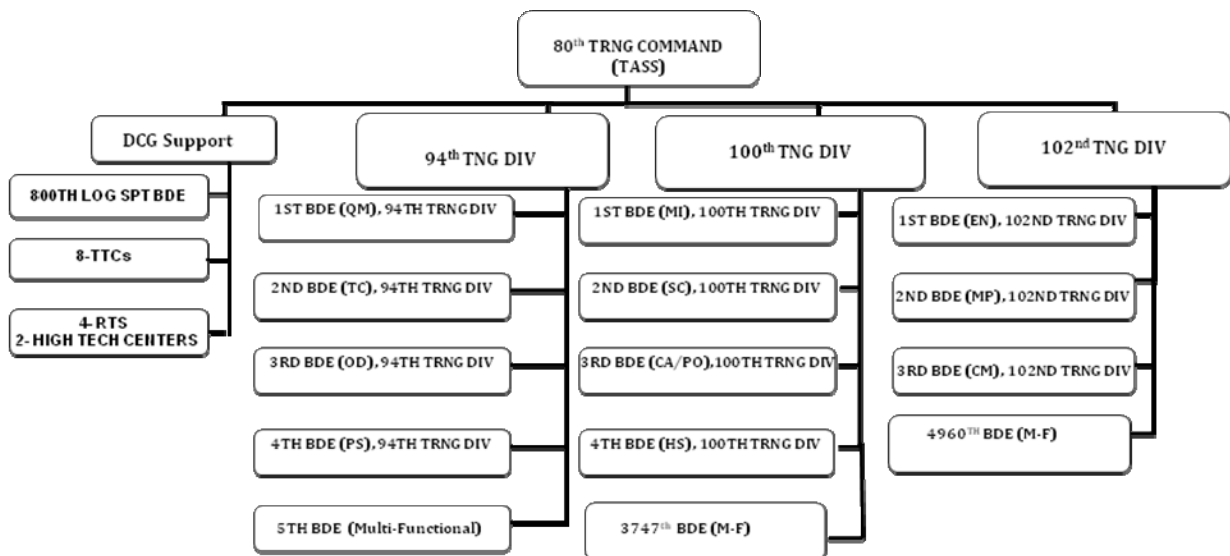 80th TRNG COMMAND
(TASS)
DCG Support
94th TNG DIV
100th TNG DIV
102nd TNG DIV
800TH LOG SPT BDE
8-TTCs
4- RTS
2- HIGH TECH CENTERS
1ST BDE (QM), 94TH TRNG DIV
2ND BDE (TC), 94TH TRNG DIV
3RD BDE (OD), 94TH TRNG DIV
4TH BDE (PS), 94TH TRNG DIV
5TH BDE (Multi-Functional)
1ST BDE (MI), 100TH TRNG DIV
2ND BDE (SC), 100TH TRNG DIV
3RD BDE (CA/PO),100TH TRNG DIV
4TH BDE (HS), 100TH TRNG DIV
3747th BDE (M-F)
1ST BDE (EN), 102ND TRNG DIV
2ND BDE (MP), 102ND TRNG DIV
3RD BDE (CM), 102ND TRNG DIV
4960TH BDE (M-F)